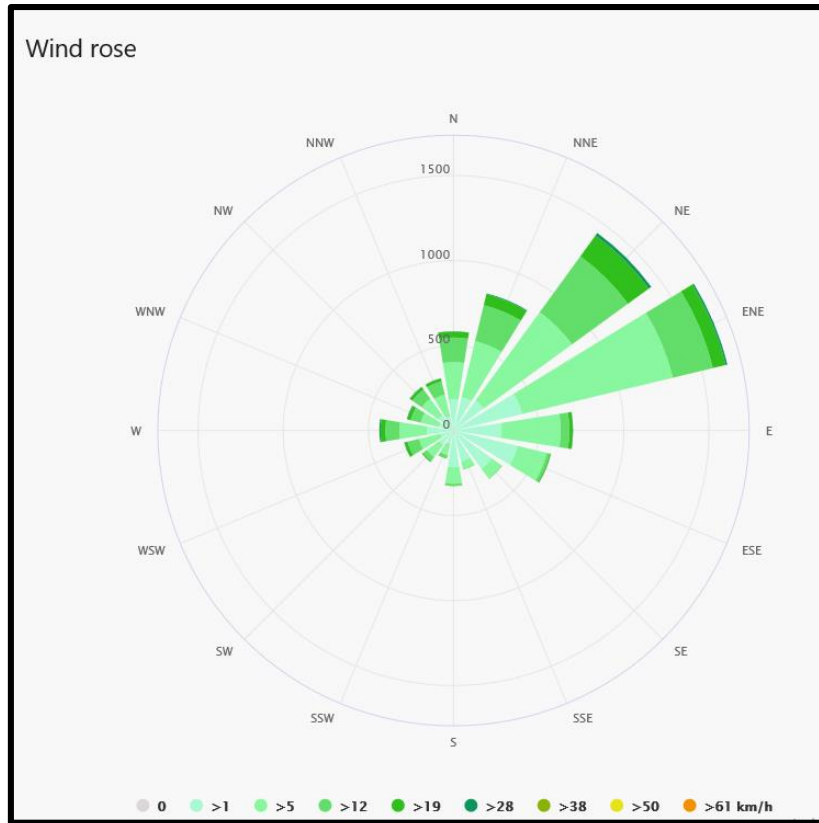 Wind rose
N
NNW
NNE
1500
NW
NE
1000
WNW
ENE
500
0
W
E
WSW
ESE
SW
SE
SSW
SSE
S
0 >1 >5 >12 >19 >28 >38 >50 >61 km/h